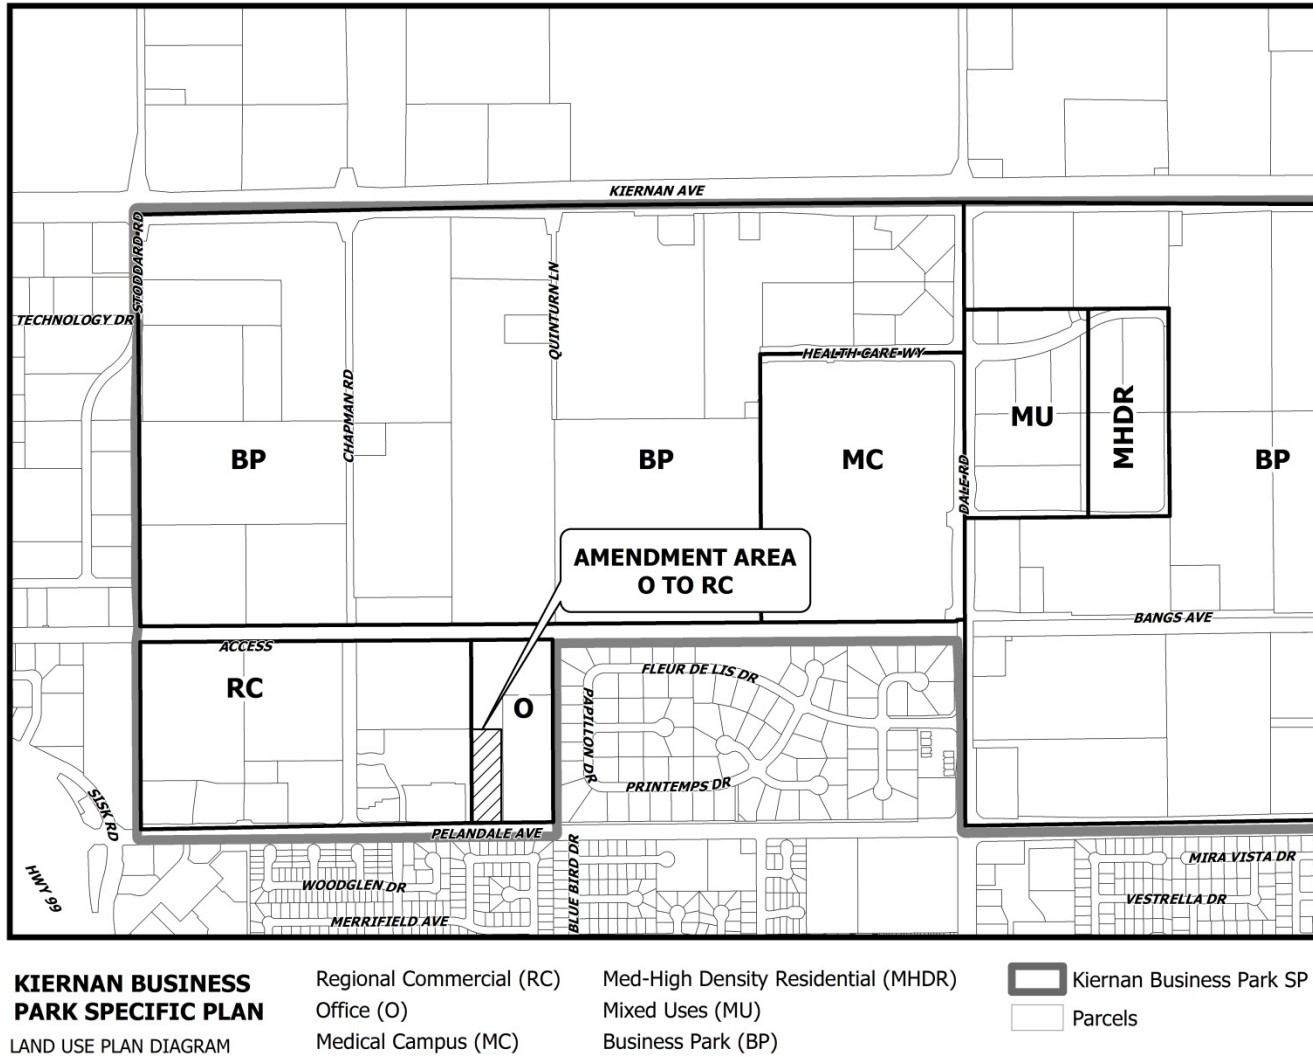 KIERNAN AVE
STODDARD RD
QUINTURN LN
TECHNOLOGY DR
HEALTH CARE WY
CHAPMAN RD
MU
MHDR
BP
BP
MC
BP
DALE RD
AMENDMENT AREA
O TO RC
BANGS AVE
ACCESS
RC
O
FLEUR DE LIS DR
PAPILLON DR
PRINTEMPS DR
SISK RD
PELANDALE AVE
HWY 99
WOODGLEN DR
BLUE BIRD DR
MIRA VISTA DR
VESTRELLA DR
MERRIFIELD AVE
KIERNAN BUSINESS
PARK SPECIFIC PLAN
LAND USE PLAN DIAGRAM
Regional Commercial (RC)
Office (O)
Medical Campus (MC)
Med-High Density Residential (MHDR)
Mixed Uses (MU)
Business Park (BP)
Kiernan Business Park SP
Parcels